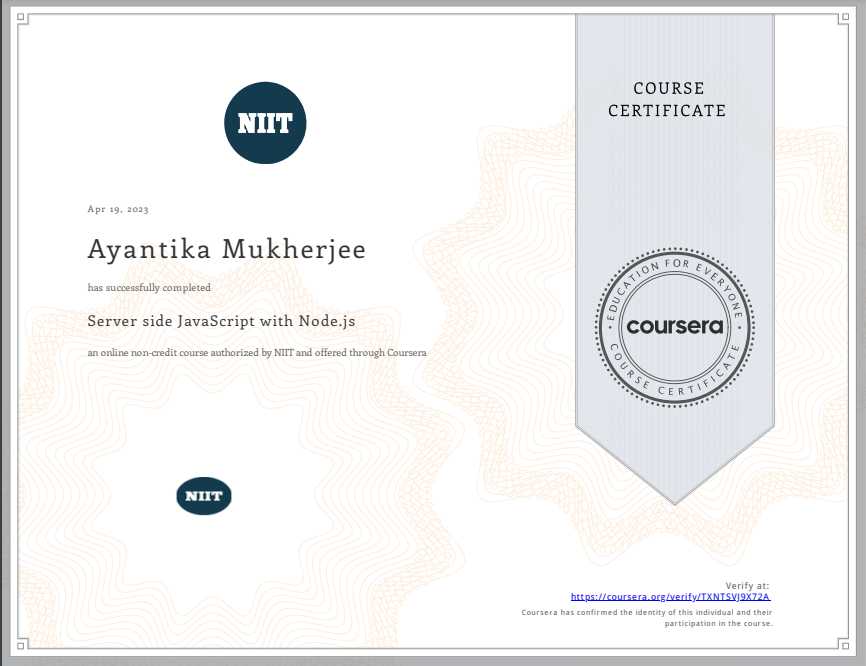 NIIT
Apr 19, 2023
Ayantika Mukherjee
has successfully completed
Server side JavaScript with Node.js
an online non-credit course authorized by NIIT and offered through Coursera
NIIT
COURSE
CERTIFICATE
EDUCATION FOR EVERYONE
coursera
COURSE CERTIFICATE
Verify at:
https://coursera.org/verify/TXNTSVJ9X72A
Coursera has confirmed the identity of this individual and their
participation in the course.